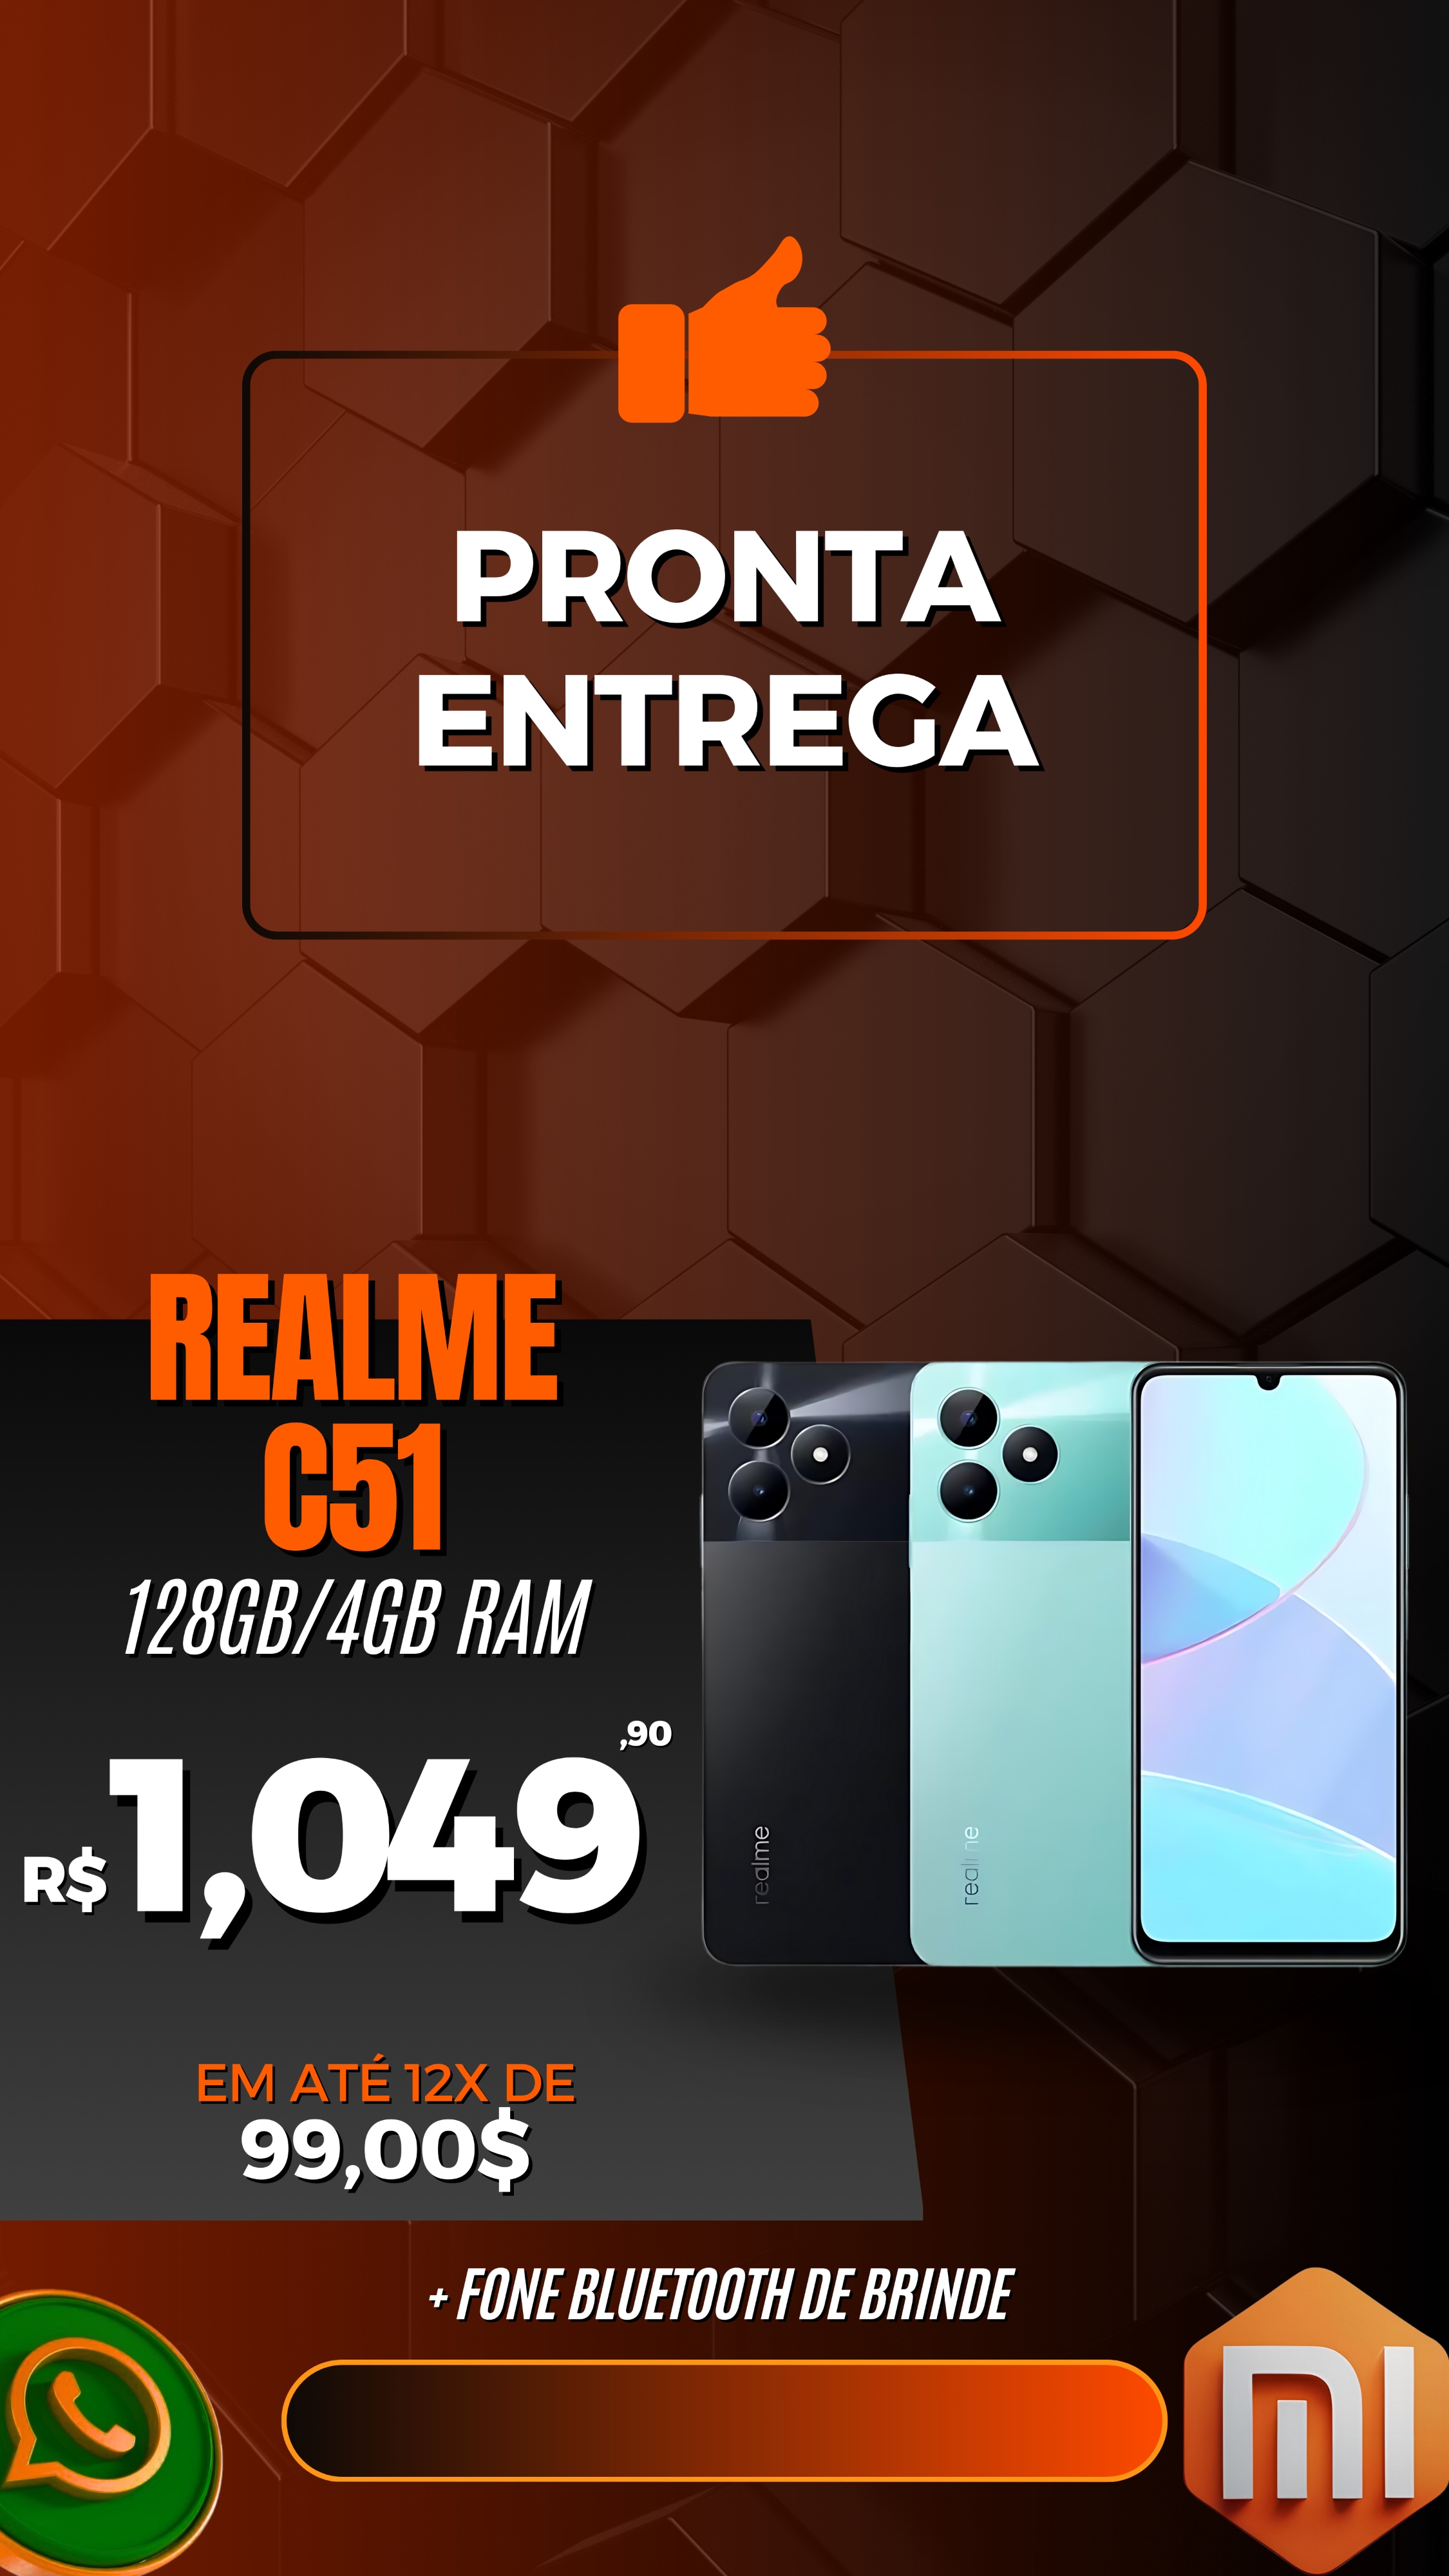 PRONTA
ENTREGA
REALME
C51
128GB/4GB RAM
R$1,049,90
realme
realme
EM ATÉ 12X DE
99,00$
+ FONE BLUETOOTH DE BRINDE
MI